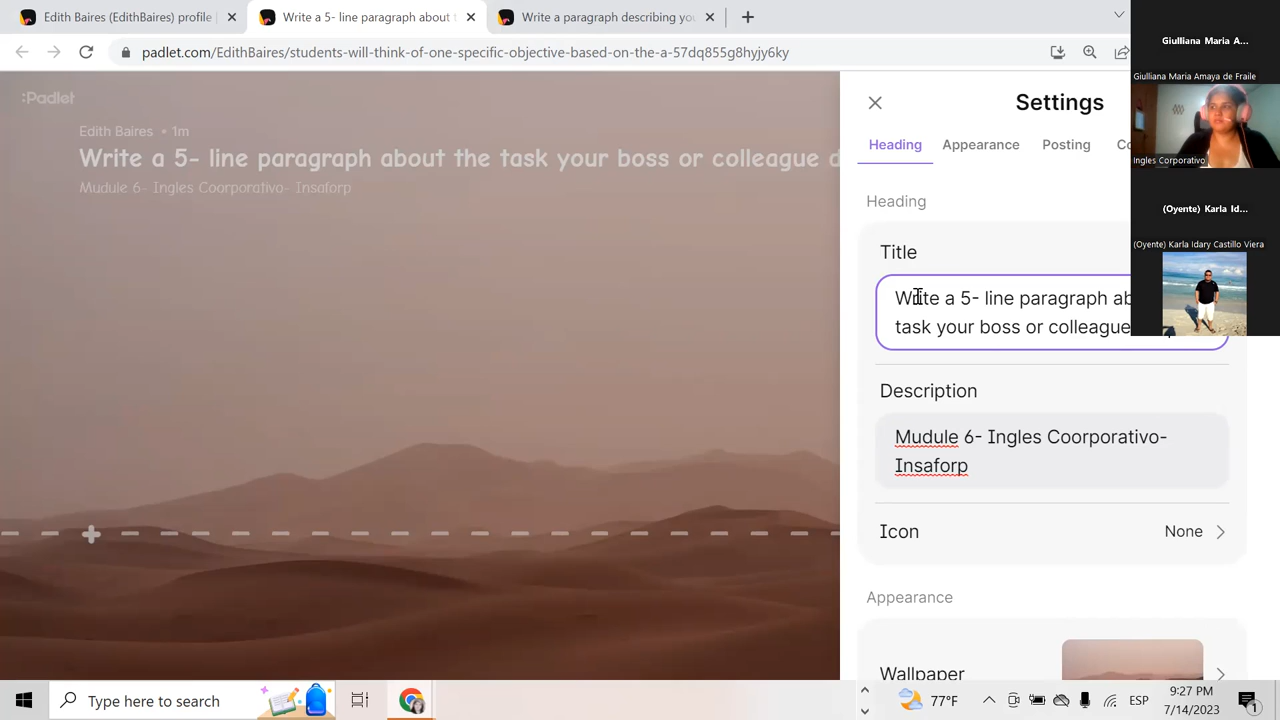 Edith Baires (EdithBaires) profile
Write a 5- line paragraph about
Write a paragraph describing you
padlet.com/EdithBaires/students-will-think-of-one-specific-objective-based-on-the-a-57dq855g8hyjy6ky
:Padlet
Edith Baires • 1m
Write a 5- line paragraph about the task your boss or colleague d
Mudule 6- Ingles Coorporativo- Insaforp
Settings
Heading
Appearance
Posting
Heading
Title
Write a 5- line paragraph ab
task your boss or colleague
Description
Mudule 6- Ingles Coorporativo-
Insaforp
Icon
None
Appearance
Wallpaper
Giulliana Maria A...
Giulliana Maria Amaya de Fraile
Ingles Corporativo
(Oyente) Karla Id...
(Oyente) Karla Idary Castillo Viera
Type here to search
77°F
ESP
9:27 PM
7/14/2023
1